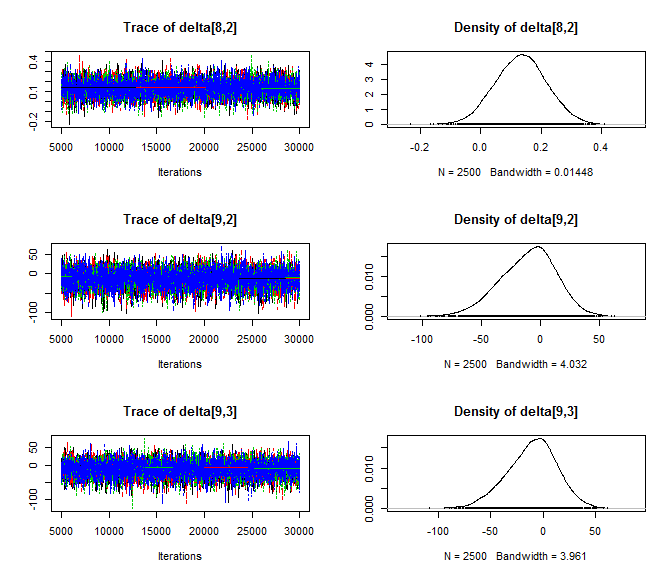 Trace of delta[8,2]
0.4
0.1
-0.2
5000 10000 15000 20000 25000 30000
Iterations
Density of delta[8,2]
4
3
2
1
0
-0.2 0.0 0.2 0.4
N = 2500 Bandwidth = 0.01448
Trace of delta[9,2]
50
0
-100
5000 10000 15000 20000 25000 30000
Iterations
Density of delta[9,2]
0.010
0.000
-100 -50 0 50
N = 2500 Bandwidth = 4.032
Trace of delta[9,3]
50
0
-100
5000 10000 15000 20000 25000 30000
Iterations
Density of delta[9,3]
0.010
0.000
-100 -50 0 50
N = 2500 Bandwidth = 3.961